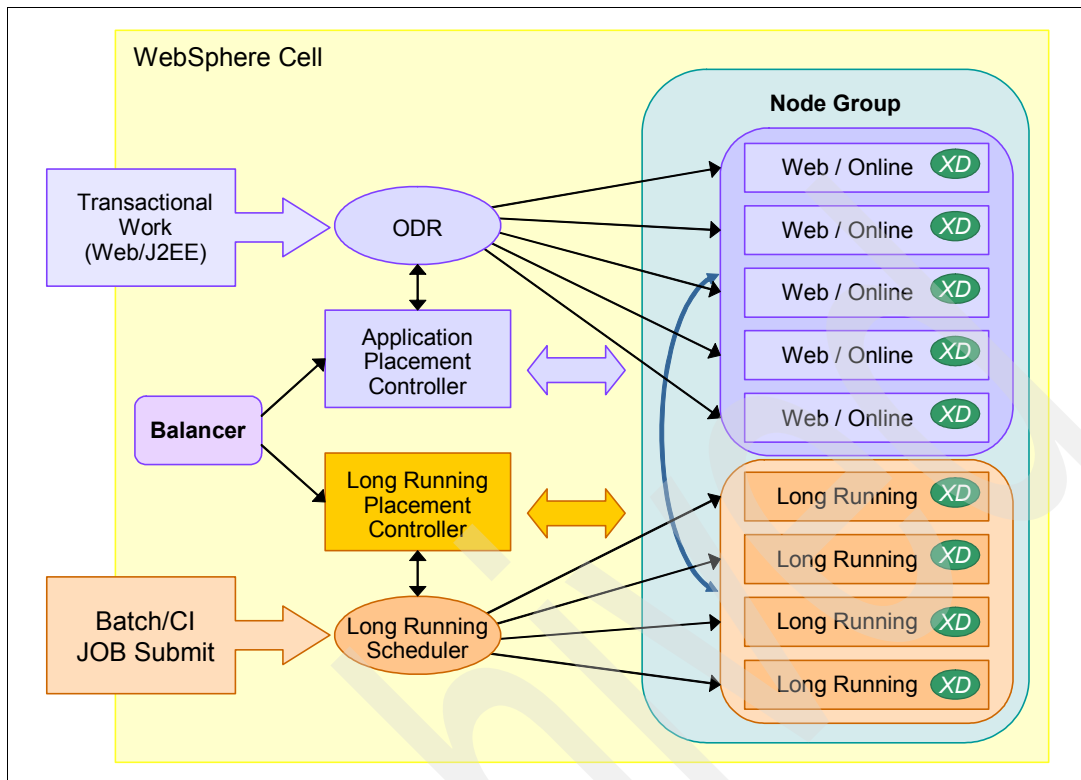 WebSphere Cell
Node Group
Transactional
Work
(Web/J2EE)
ODR
Application
Placement
Controller
Balancer
Long Running
Placement
Controller
Batch/CI
JOB Submit
Long Running
Scheduler
Web / Online XD
Web / Online XD
Web / Online XD
Web / Online XD
Web / Online XD
Long Running XD
Long Running XD
Long Running XD
Long Running XD